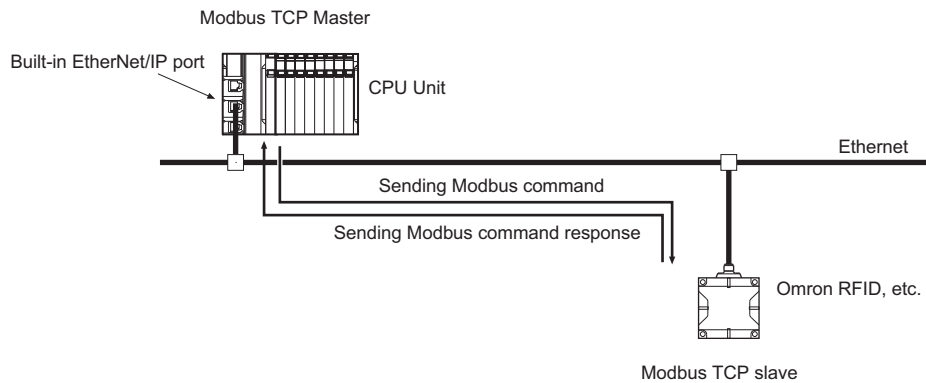 Modbus TCP Master
Built-in EtherNet/IP port
CPU Unit
Ethernet
Sending Modbus command
Sending Modbus command response
Omron RFID, etc.
Modbus TCP slave